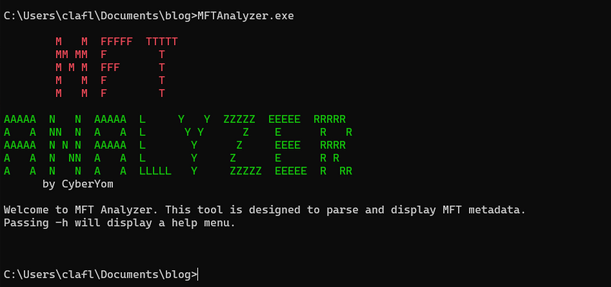 C:\Users\clafl\Documents\blog>MFTAnalyzer.exe
M   M  FFFFF  TTTTT
MM MM  F        T
M M M  FFF      T
M   M  F        T
M   M  F        T
AAAAA  N   N  AAAAA  L     Y   Y  ZZZZZ  EEEEE  RRRRR
A   A  NN  N  A   A  L      Y Y      Z    E      R   R
AAAAA  N N N  AAAAA  L       Y      Z     EEEE   RRRR
A   A  N  NN  A   A  L       Y     Z      E      R R
A   A  N   N  A   A  LLLLL   Y     ZZZZZ  EEEEE  R  RR
by CyberYom
Welcome to MFT Analyzer. This tool is designed to parse and display MFT metadata.
Passing -h will display a help menu.
C:\Users\clafl\Documents\blog>